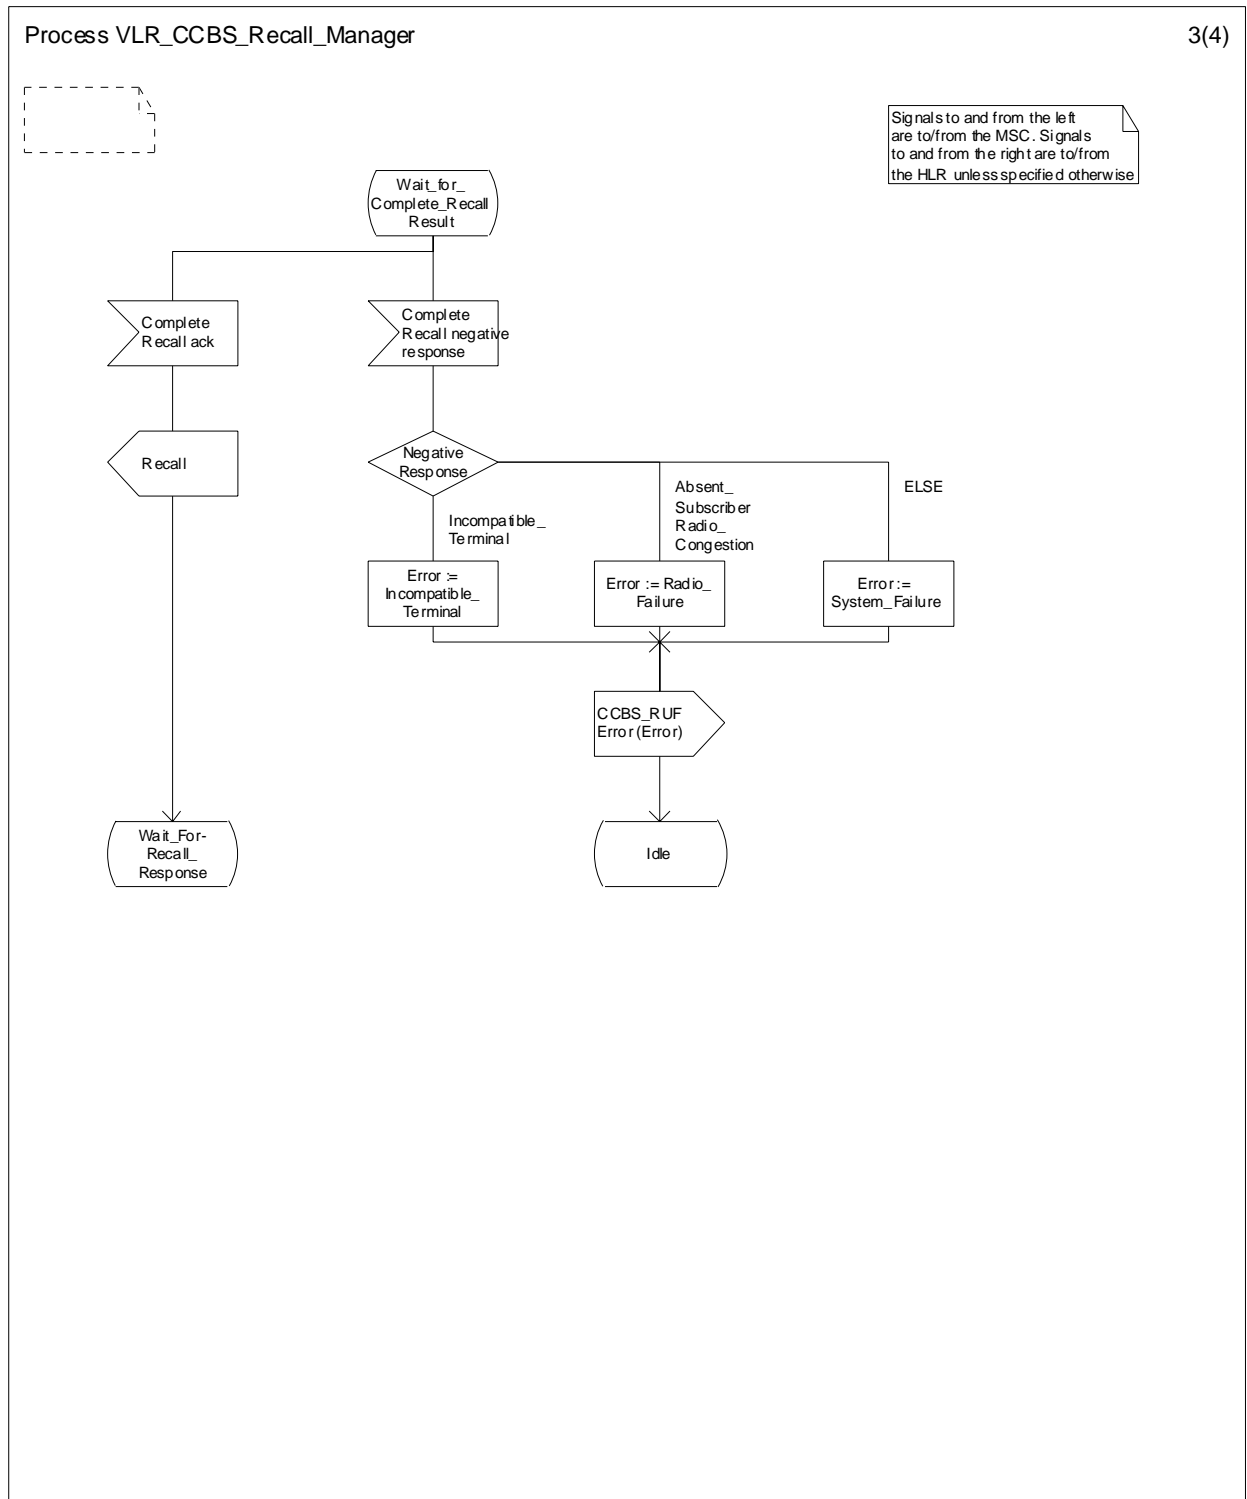 Process VLR_CCBS_Recall_Manager
3(4)
Signals to and from the left
are to/from the MSC. Signals
to and from the right are to/from
the HLR unless specified otherwise
Wait_for_
Complete_Recall
Result
Complete
Recall ack
Complete
Recall negative
response
Recall
Negative
Response
Incompatible_
Terminal
Absent_
Subscriber
Radio_
Congestion
ELSE
Error :=
Incompatible_
Terminal
Error := Radio_
Failure
Error :=
System_Failure
CCBS_RUF
Error (Error)
Wait_For-
Recall_
Response
Idle